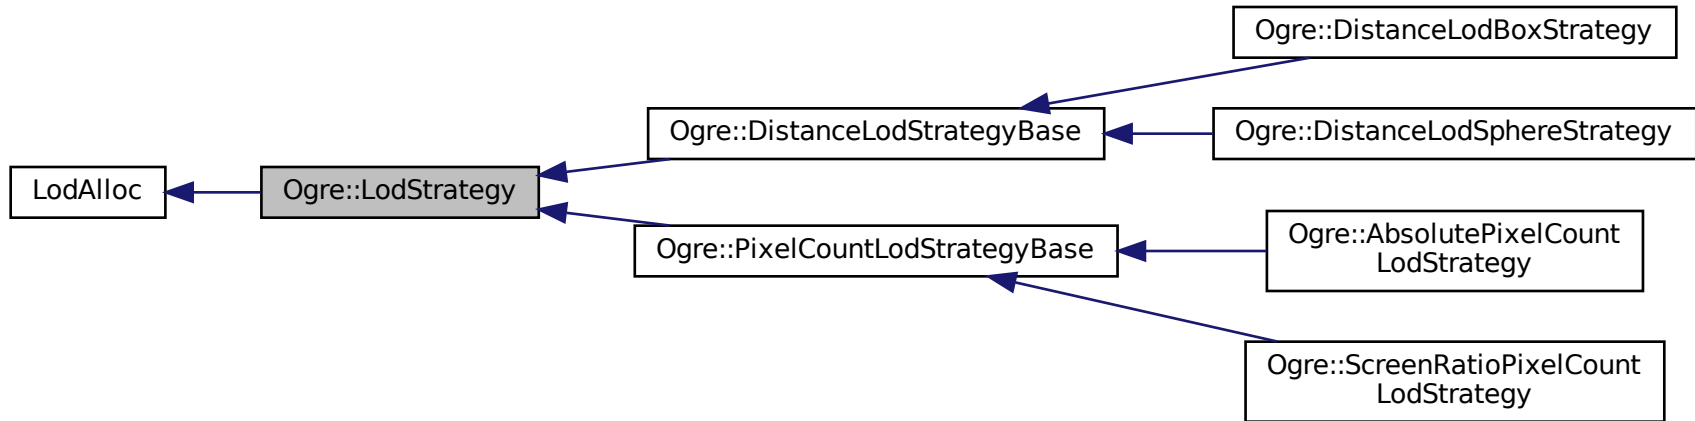 LodAlloc
Ogre::LodStrategy
Ogre::DistanceLodStrategyBase
Ogre::PixelCountLodStrategyBase
Ogre::DistanceLodBoxStrategy
Ogre::DistanceLodSphereStrategy
Ogre::AbsolutePixelCount
LodStrategy
Ogre::ScreenRatioPixelCount
LodStrategy